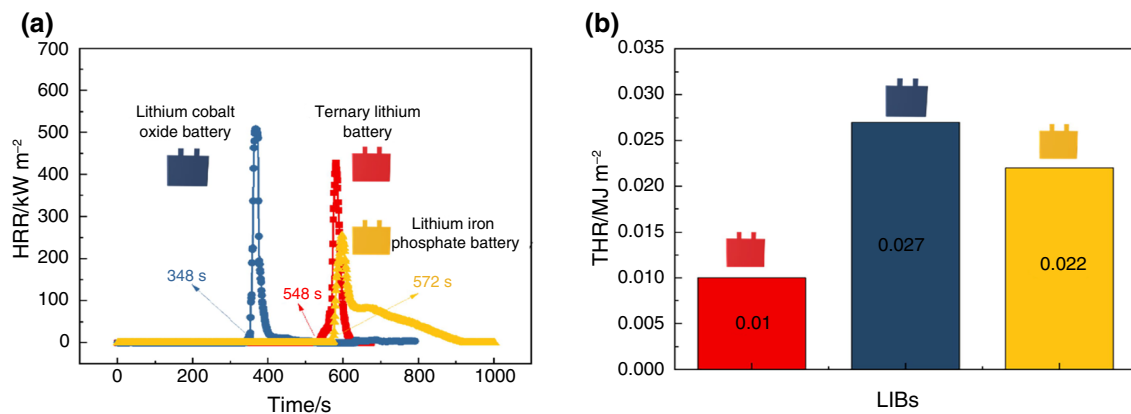 (a)
700
600
500
400
300
200
100
0
HRR/kW m⁻²
Lithium cobalt
oxide battery
Ternary lithium
battery
Lithium iron
phosphate battery
348 s
548 s
572 s
0
200
400
600
800
1000
Time/s
(b)
0.035
0.030
0.025
0.020
0.015
0.010
0.005
0.000
THR/MJ m⁻²
0.01
0.027
0.022
LIBs